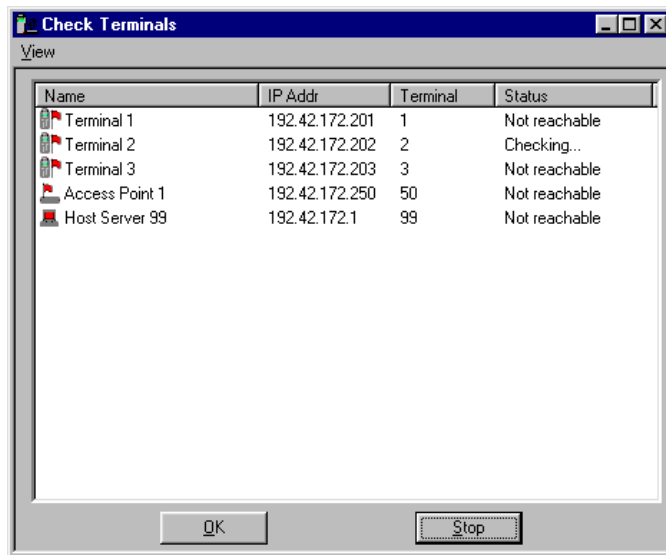 Check Terminals
View
Name IP Addr Terminal Status
Terminal 1 192.42.172.201 1 Not reachable
Terminal 2 192.42.172.202 2 Checking...
Terminal 3 192.42.172.203 3 Not reachable
Access Point 1 192.42.172.250 50 Not reachable
Host Server 99 192.42.172.1 99 Not reachable
OK Stop